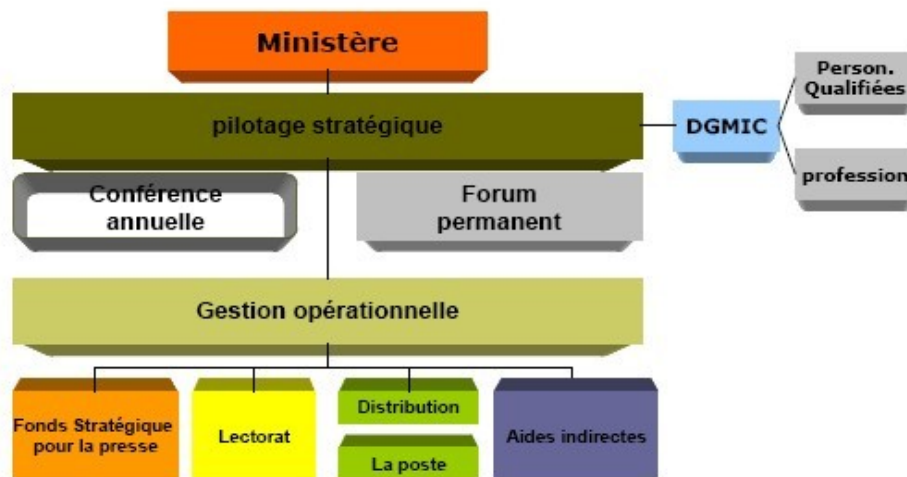 Ministère
pilotage stratégique
DGMIC
Person.
Qualifiées
profession
Conférence
annuelle
Forum
permanent
Gestion opérationnelle
Fonds Stratégique
pour la presse
Lectorat
Distribution
La poste
Aides indirectes